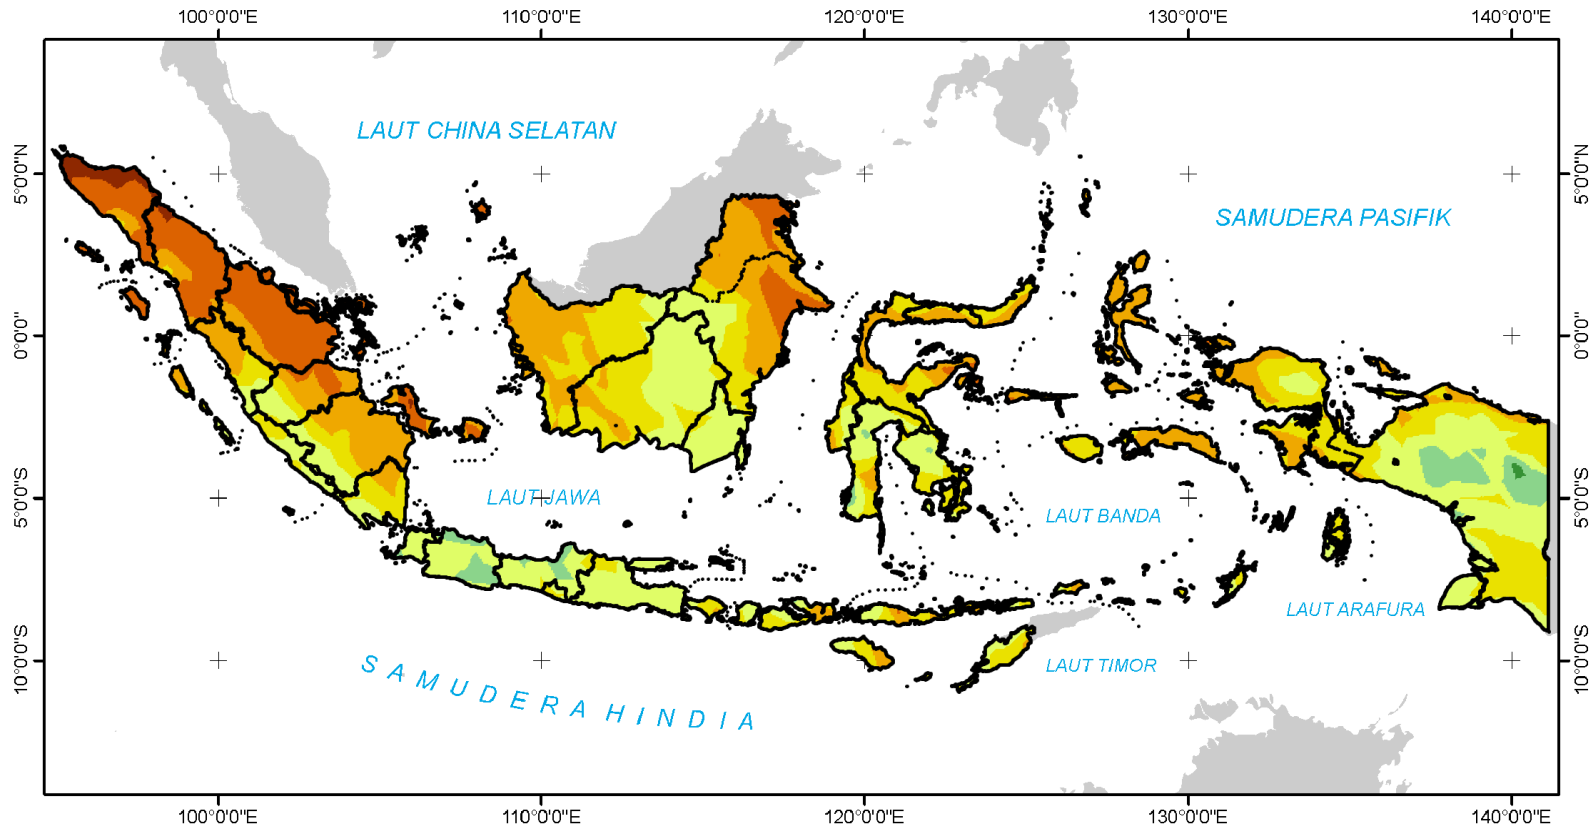 100°0'0"E 110°0'0"E 120°0'0"E 130°0'0"E 140°0'0"E
LAUT CHINA SELATAN
5°0'0"N 5°0'0"N
SAMUDERA PASIFIK
0°0'0" 0°0'0"
LAUT JAWA
5°0'0"S 5°0'0"S
LAUT BANDA
LAUT ARAFURA
10°0'0"S 10°0'0"S
LAUT TIMOR
SAMUDERA HINDIA
100°0'0"E 110°0'0"E 120°0'0"E 130°0'0"E 140°0'0"E